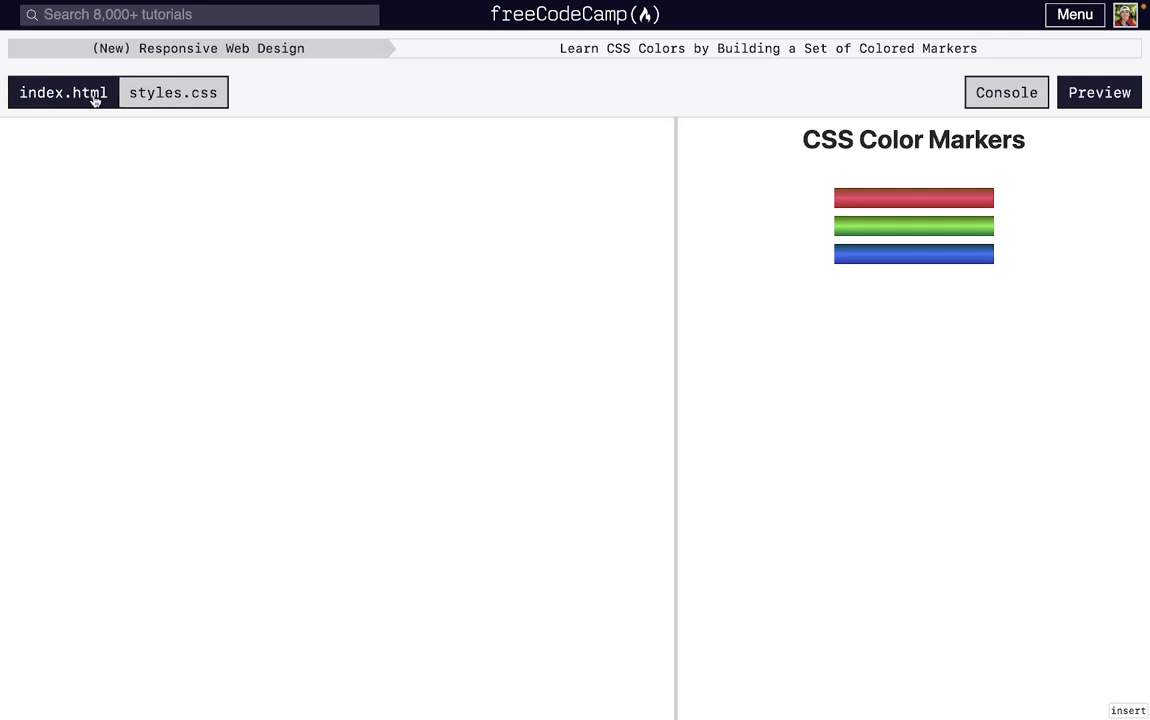 Search 8,000+ tutorials
freeCodeCamp
Menu
(New) Responsive Web Design
Learn CSS Colors by Building a Set of Colored Markers
index.html
styles.css
Console
Preview
CSS Color Markers
insert